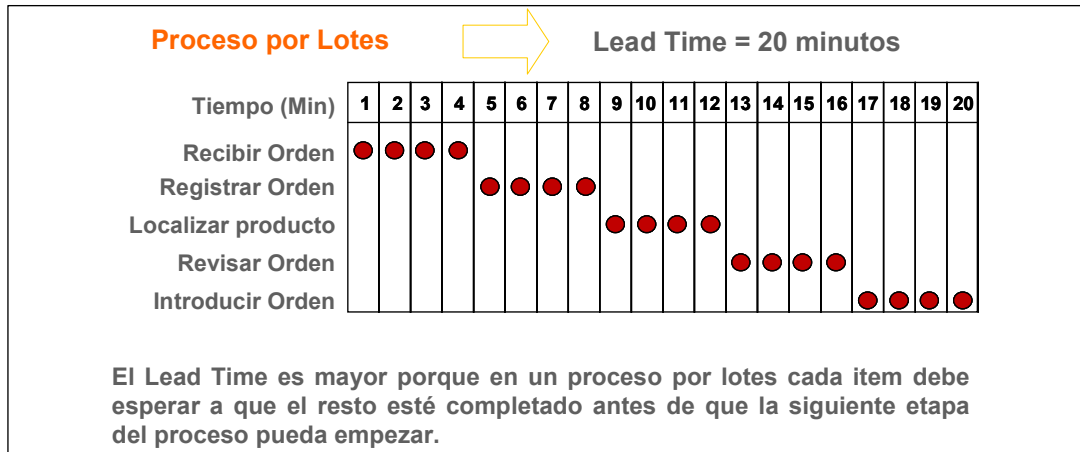 Proceso por Lotes Lead Time = 20 minutos
Tiempo (Min) 1 2 3 4 5 6 7 8 9 10 11 12 13 14 15 16 17 18 19 20
Recibir Orden
Registrar Orden
Localizar producto
Revisar Orden
Introducir Orden
El Lead Time es mayor porque en un proceso por lotes cada item debe
esperar a que el resto esté completado antes de que la siguiente etapa
del proceso pueda empezar.